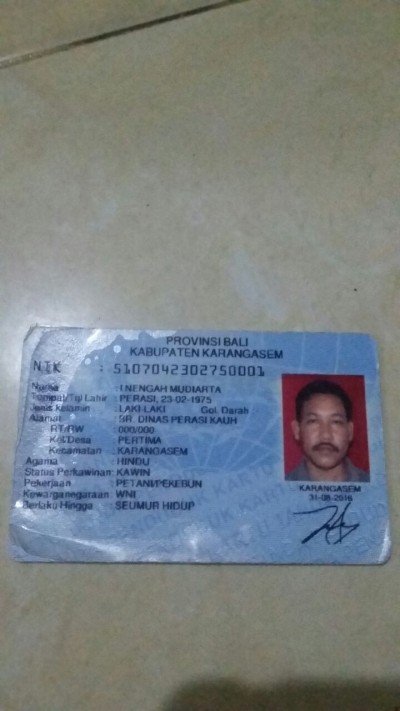 PROVINSI BALI
KABUPATEN KARANGASEM
NIK : 5107042302750001
Nama : I NENGAH MUDIARTA
Tempat/Tgl Lahir : PERASI, 23-02-1975
Jenis Kelamin : LAKI-LAKI Gol. Darah
Alamat : BR. DINAS PERASI KAUH
RT/RW : 000/000
Kel/Desa : PERTIMA
Kecamatan : KARANGASEM
Agama : HINDU
Status Perkawinan: KAWIN
Pekerjaan : PETANI/PEKEBUN
Kewarganegaraan: WNI
Berlaku Hingga : SEUMUR HIDUP
KARANGASEM
31-08-2016